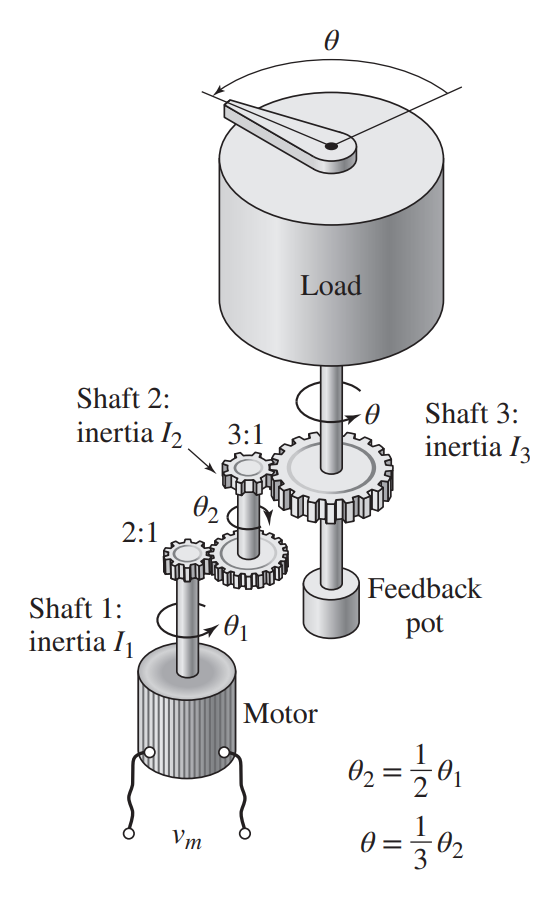 θ
Load
Shaft 2:
inertia I₂
3:1
θ
Shaft 3:
inertia I₃
θ₂
2:1
Feedback
pot
Shaft 1:
inertia I₁
θ₁
Motor
vₘ
θ₂ = 1/2 θ₁
θ = 1/3 θ₂